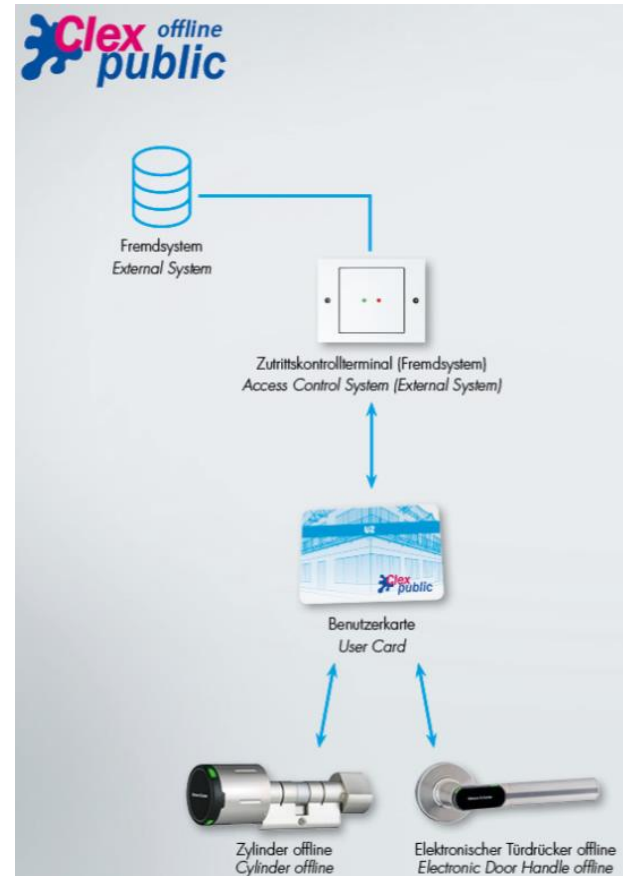 Clex offline
public
Fremdsystem
External System
Zutrittskontrollterminal (Fremdsystem)
Access Control System (External System)
U2
Clex
public
Benutzerkarte
User Card
Zylinder offline
Cylinder offline
Elektronischer Türdrücker offline
Electronic Door Handle offline